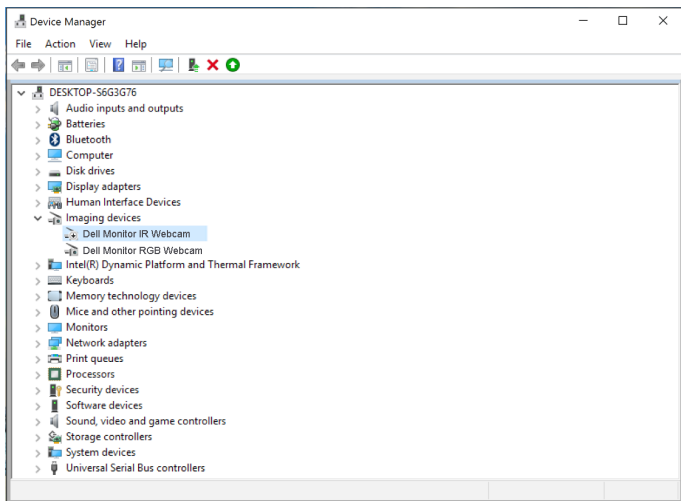 Device Manager
File Action View Help
DESKTOP-S6G3G76
Audio inputs and outputs
Batteries
Bluetooth
Computer
Disk drives
Display adapters
Human Interface Devices
Imaging devices
Dell Monitor IR Webcam
Dell Monitor RGB Webcam
Intel(R) Dynamic Platform and Thermal Framework
Keyboards
Memory technology devices
Mice and other pointing devices
Monitors
Network adapters
Print queues
Processors
Security devices
Software devices
Sound, video and game controllers
Storage controllers
System devices
Universal Serial Bus controllers